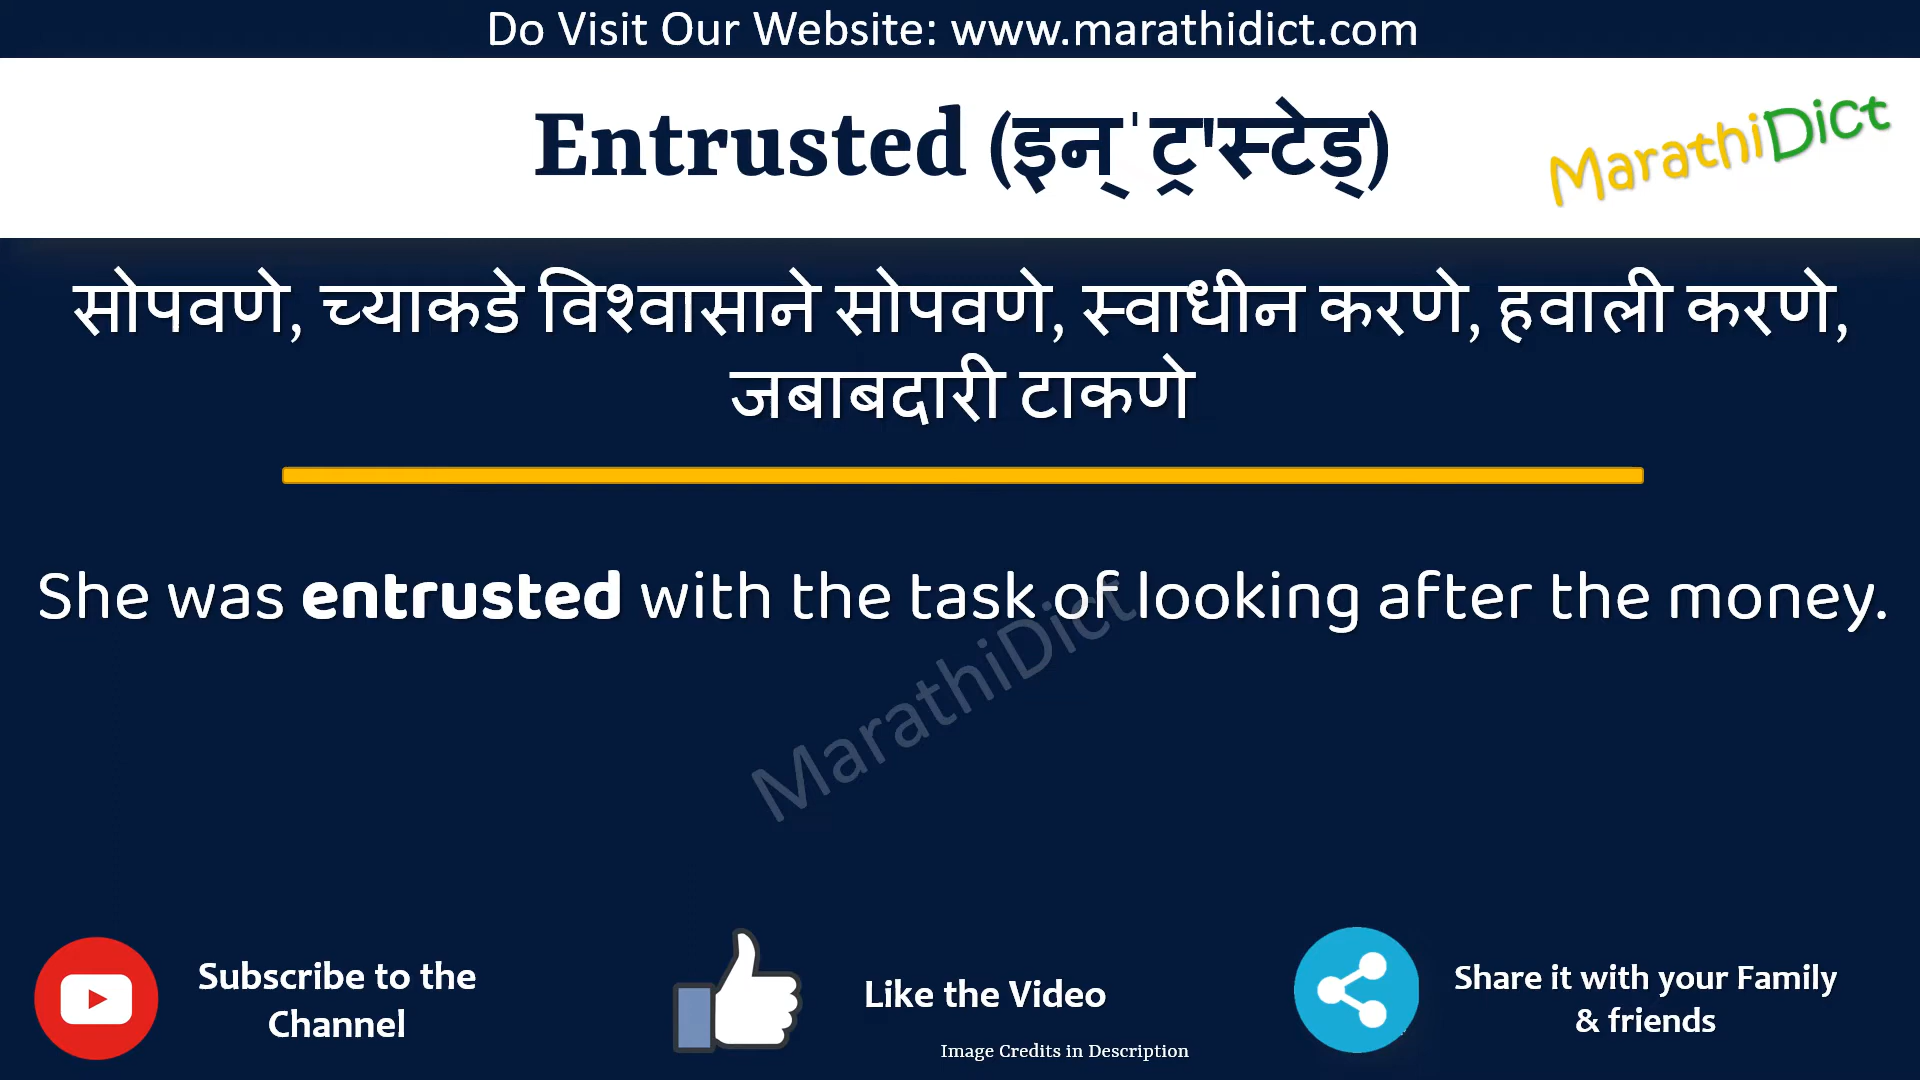 Do Visit Our Website: www.marathidict.com
Entrusted (इन्ˈट्र'स्टेड्)
MarathiDict
सोपवणे, च्याकडे विश्वासाने सोपवणे, स्वाधीन करणे, हवाली करणे,
जबाबदारी टाकणे
She was entrusted with the task of looking after the money.
MarathiDict
Subscribe to the
Channel
Like the Video
Share it with your Family
& friends
Image Credits in Description